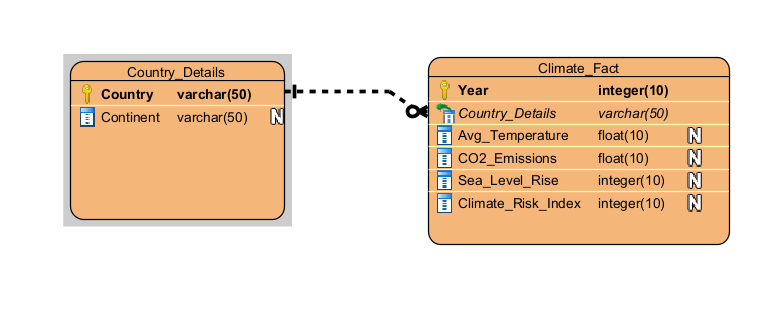 Country_Details
Country varchar(50)
Continent varchar(50) N
Climate_Fact
Year integer(10)
Country_Details varchar(50)
Avg_Temperature float(10) N
CO2_Emissions float(10) N
Sea_Level_Rise integer(10) N
Climate_Risk_Index integer(10) N